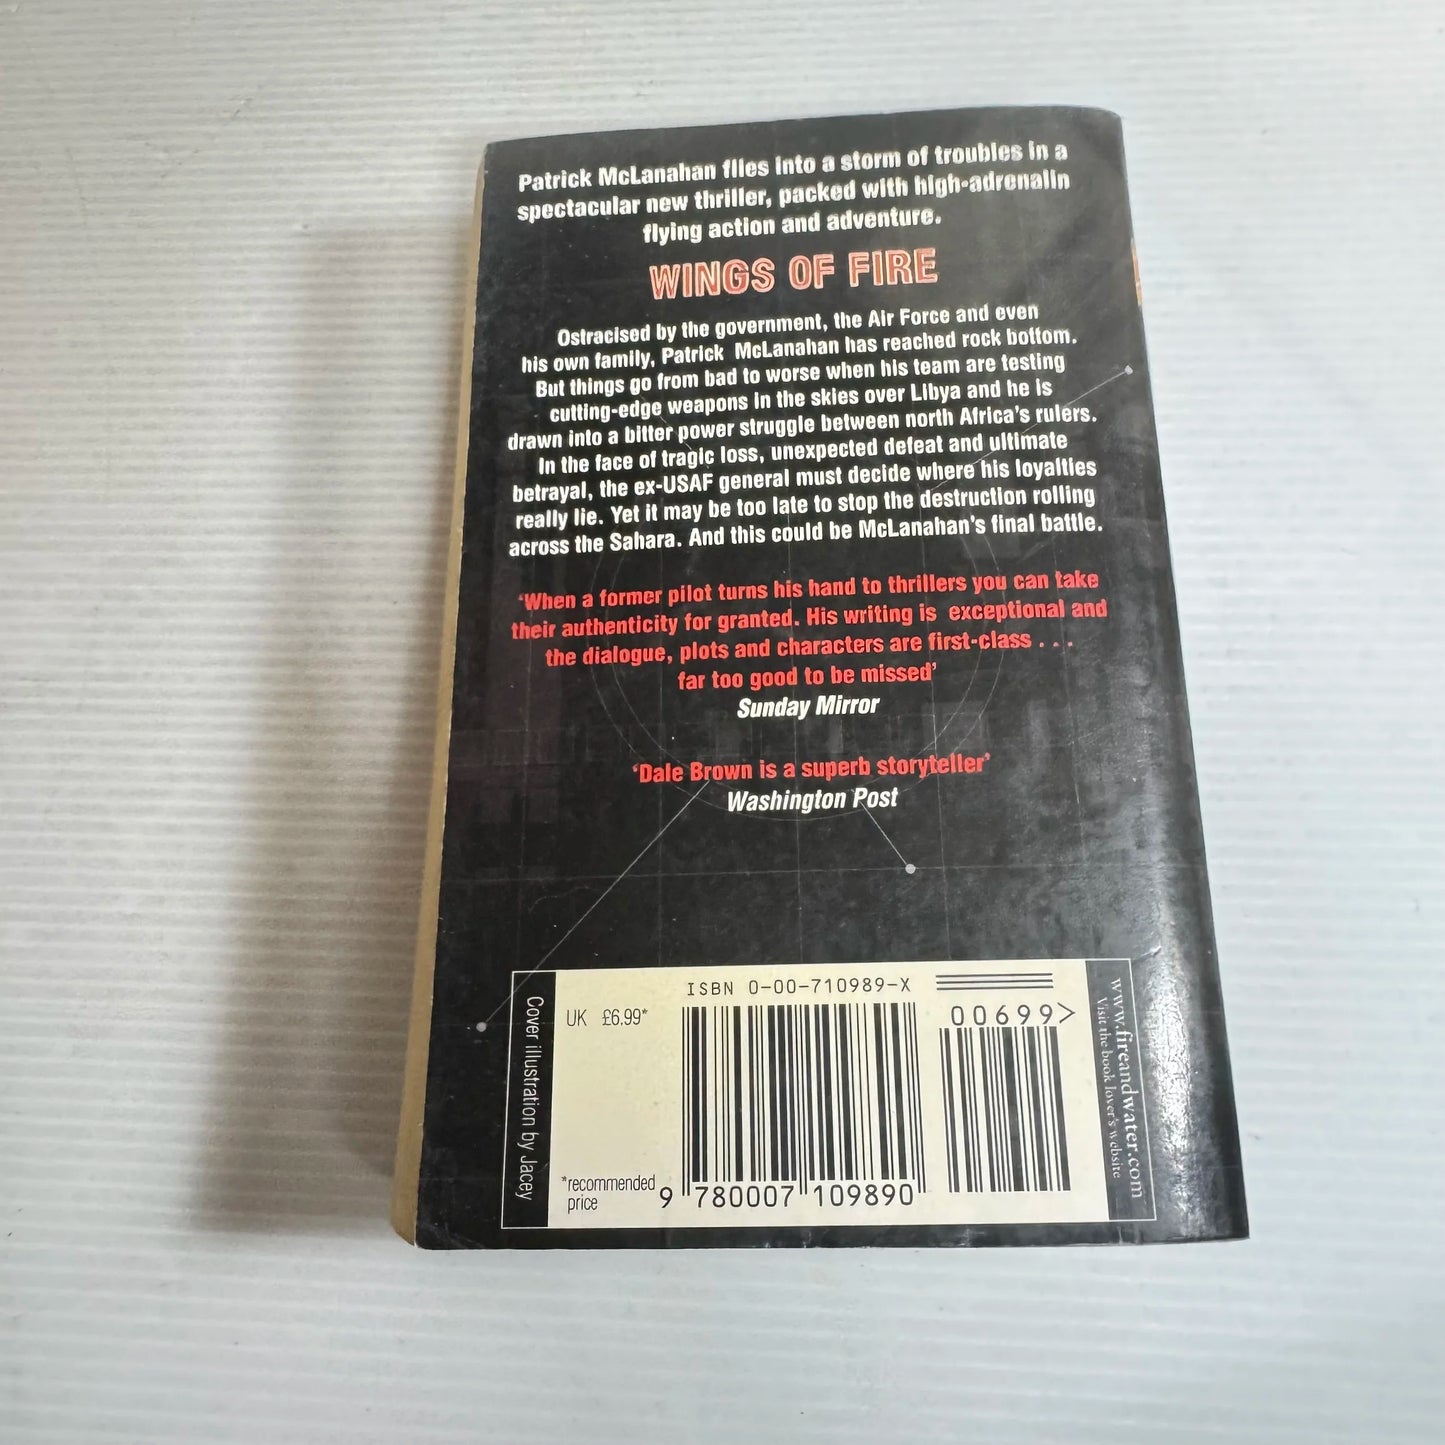 Patrick McLanahan flies into a storm of troubles in a
spectacular new thriller, packed with high-adrenalin
flying action and adventure.
WINGS OF FIRE
Ostracised by the government, the Air Force and even
his own family, Patrick McLanahan has reached rock bottom.
But things go from bad to worse when his team are testing
cutting-edge weapons in the skies over Libya and he is
drawn into a bitter power struggle between north Africa's rulers.
In the face of tragic loss, unexpected defeat and ultimate
betrayal, the ex-USAF general must decide where his loyalties
really lie. Yet it may be too late to stop the destruction rolling
across the Sahara. And this could be McLanahan's final battle.
'When a former pilot turns his hand to thrillers you can take
their authenticity for granted. His writing is exceptional and
the dialogue, plots and characters are first-class . . .
far too good to be missed'
Sunday Mirror
'Dale Brown is a superb storyteller'
Washington Post
Cover illustration by Jacey
UK £6.99*
*recommended
price
ISBN 0-00-710989-X
9 780007 109890
00699>
www.fireandwater.com
Visit the book lover's website